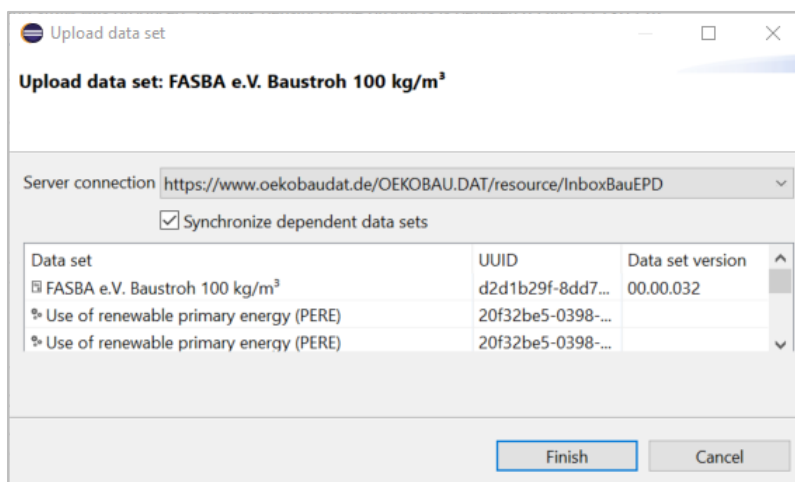 Upload data set
Upload data set: FASBA e.V. Baustroh 100 kg/m³
Server connection https://www.oekobaudat.de/OEKOBAU.DAT/resource/InboxBauEPD
Synchronize dependent data sets
Data set UUID Data set version
FASBA e.V. Baustroh 100 kg/m³ d2d1b29f-8dd7... 00.00.032
Use of renewable primary energy (PERE) 20f32be5-0398-...
Use of renewable primary energy (PERE) 20f32be5-0398-...
Finish Cancel